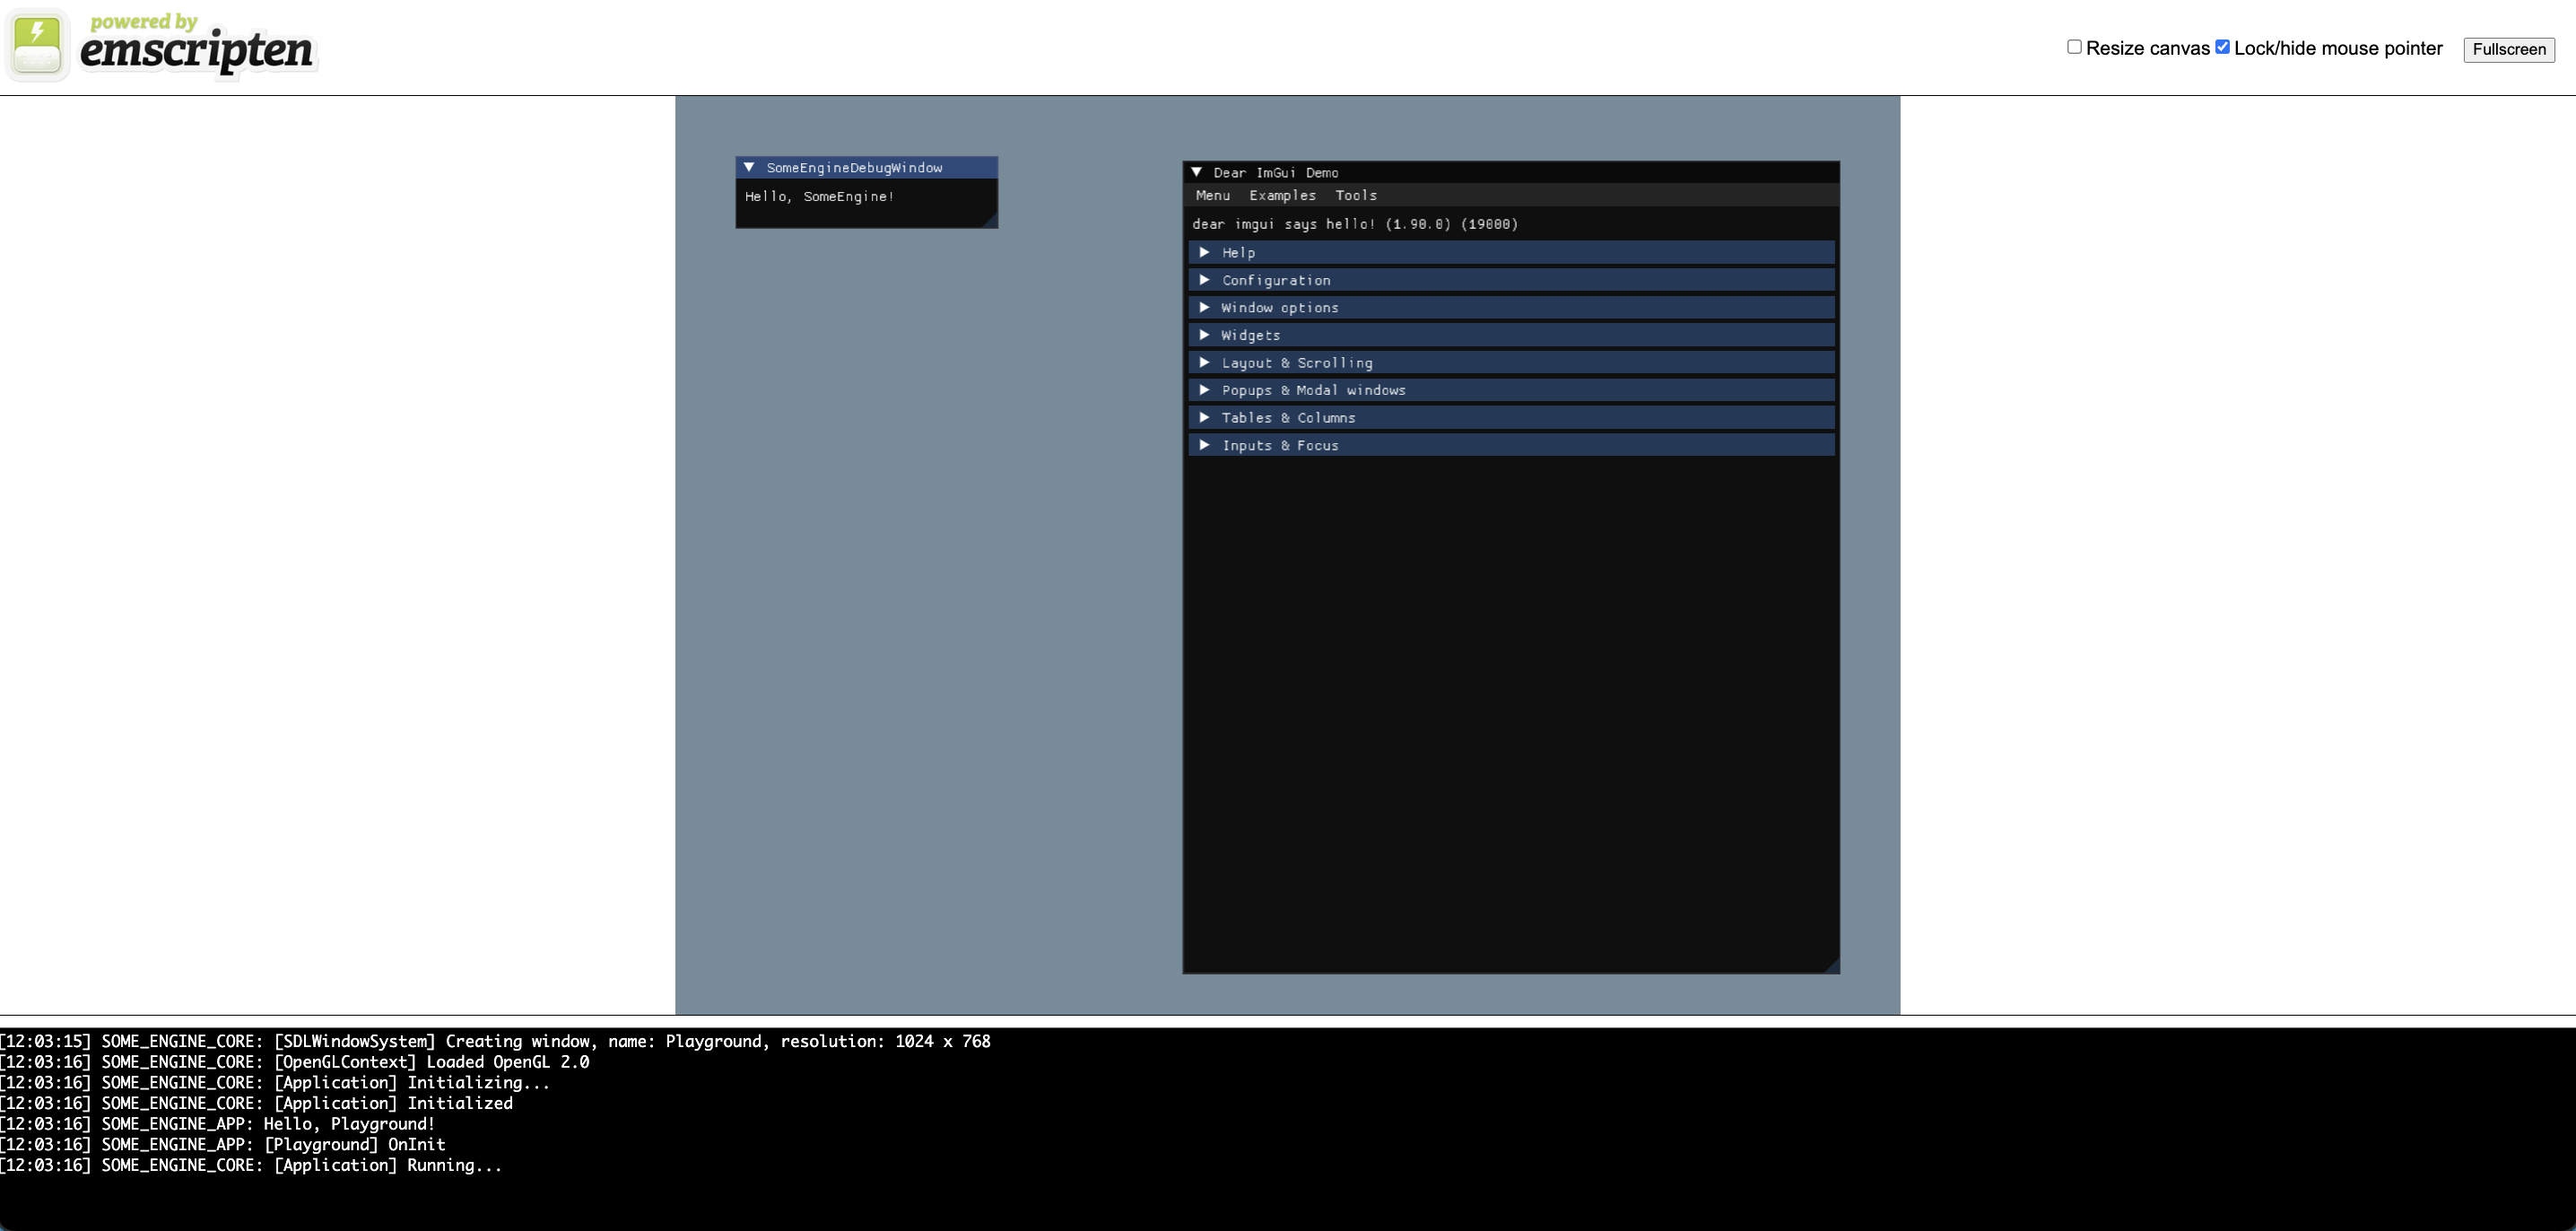 powered by
emscripten
Resize canvas Lock/hide mouse pointer Fullscreen
SomeEngineDebugWindow
Hello, SomeEngine!
Dear ImGui Demo
Menu Examples Tools
dear imgui says hello! (1.90.0) (19000)
Help
Configuration
Window options
Widgets
Layout & Scrolling
Popups & Modal windows
Tables & Columns
Inputs & Focus
[12:03:15] SOME_ENGINE_CORE: [SDLWindowSystem] Creating window, name: Playground, resolution: 1024 x 768
[12:03:16] SOME_ENGINE_CORE: [OpenGLContext] Loaded OpenGL 2.0
[12:03:16] SOME_ENGINE_CORE: [Application] Initializing...
[12:03:16] SOME_ENGINE_CORE: [Application] Initialized
[12:03:16] SOME_ENGINE_APP: Hello, Playground!
[12:03:16] SOME_ENGINE_APP: [Playground] OnInit
[12:03:16] SOME_ENGINE_CORE: [Application] Running...